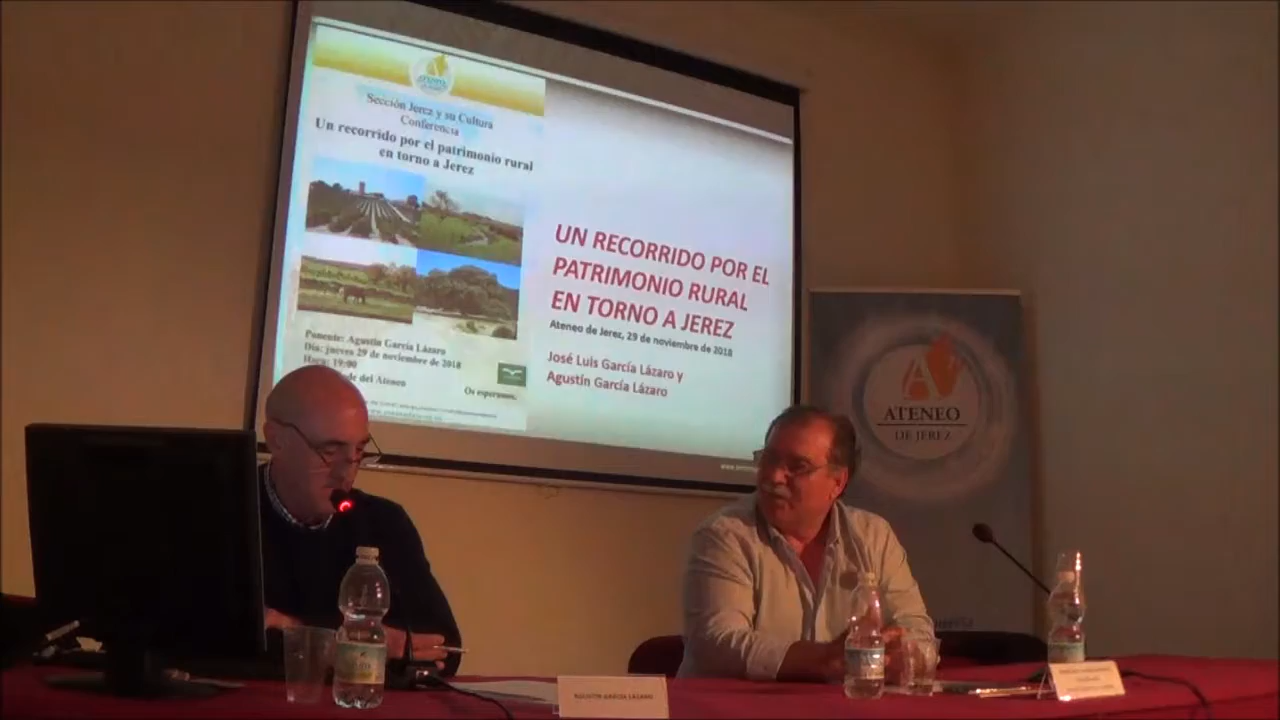 ATENEO
Sección Jerez y su Cultura
Conferencia
Un recorrido por el patrimonio rural
en torno a Jerez
Ponente: Agustín García Lázaro
Día: jueves 29 de noviembre de 2018
Hora: 19:00
de del Ateneo
Os esperamos.
UN RECORRIDO POR EL
PATRIMONIO RURAL
EN TORNO A JEREZ
Ateneo de Jerez, 29 de noviembre de 2018
José Luis García Lázaro y
Agustín García Lázaro
ATENEO
DE JEREZ
AGUSTÍN GARCÍA LÁZARO